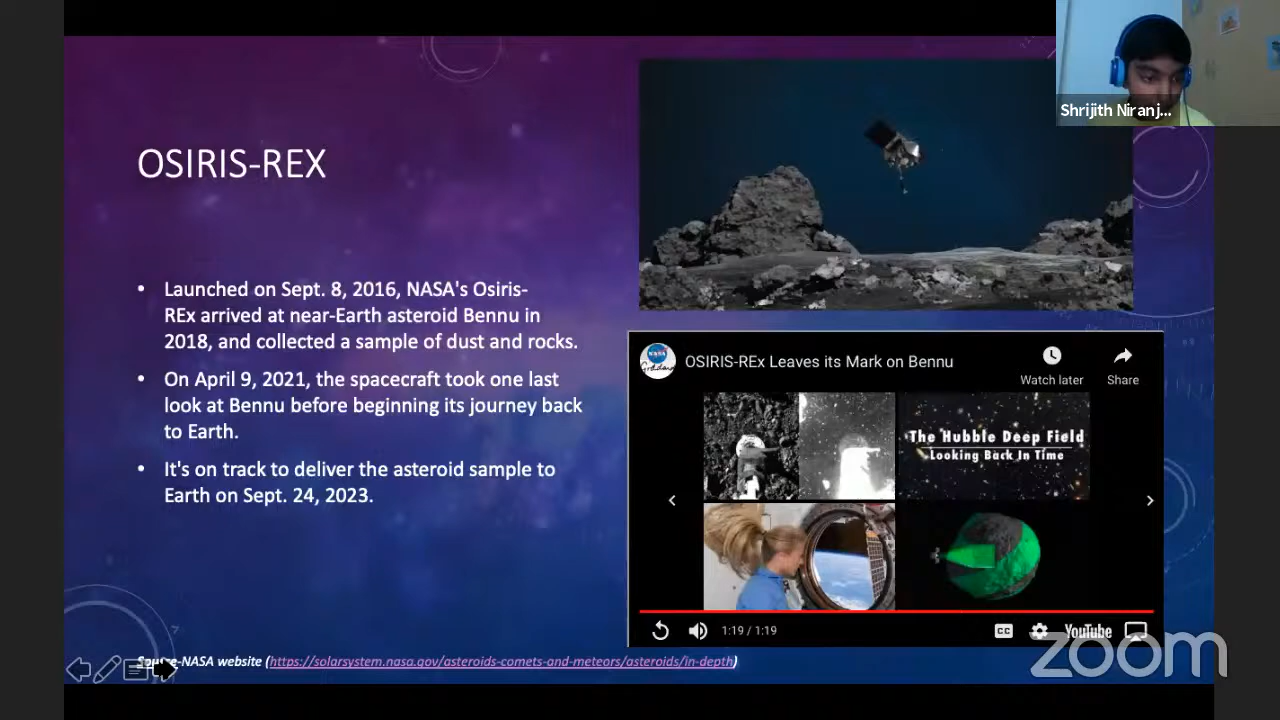 Shrijith Niranj...
OSIRIS-REX
• Launched on Sept. 8, 2016, NASA's Osiris-
REx arrived at near-Earth asteroid Bennu in
2018, and collected a sample of dust and rocks.
• On April 9, 2021, the spacecraft took one last
look at Bennu before beginning its journey back
to Earth.
• It's on track to deliver the asteroid sample to
Earth on Sept. 24, 2023.
NASA
Goddard
OSIRIS-REx Leaves its Mark on Bennu
Watch later
Share
The Hubble Deep Field
Looking Back In Time
1:19 / 1:19
CC
YouTube
-NASA website (https://solarsystem.nasa.gov/asteroids-comets-and-meteors/asteroids/in-depth)
zoom